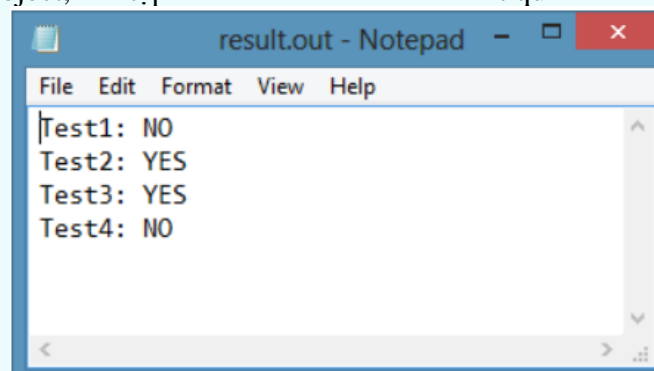 result.out - Notepad
File Edit Format View Help
Test1: NO
Test2: YES
Test3: YES
Test4: NO